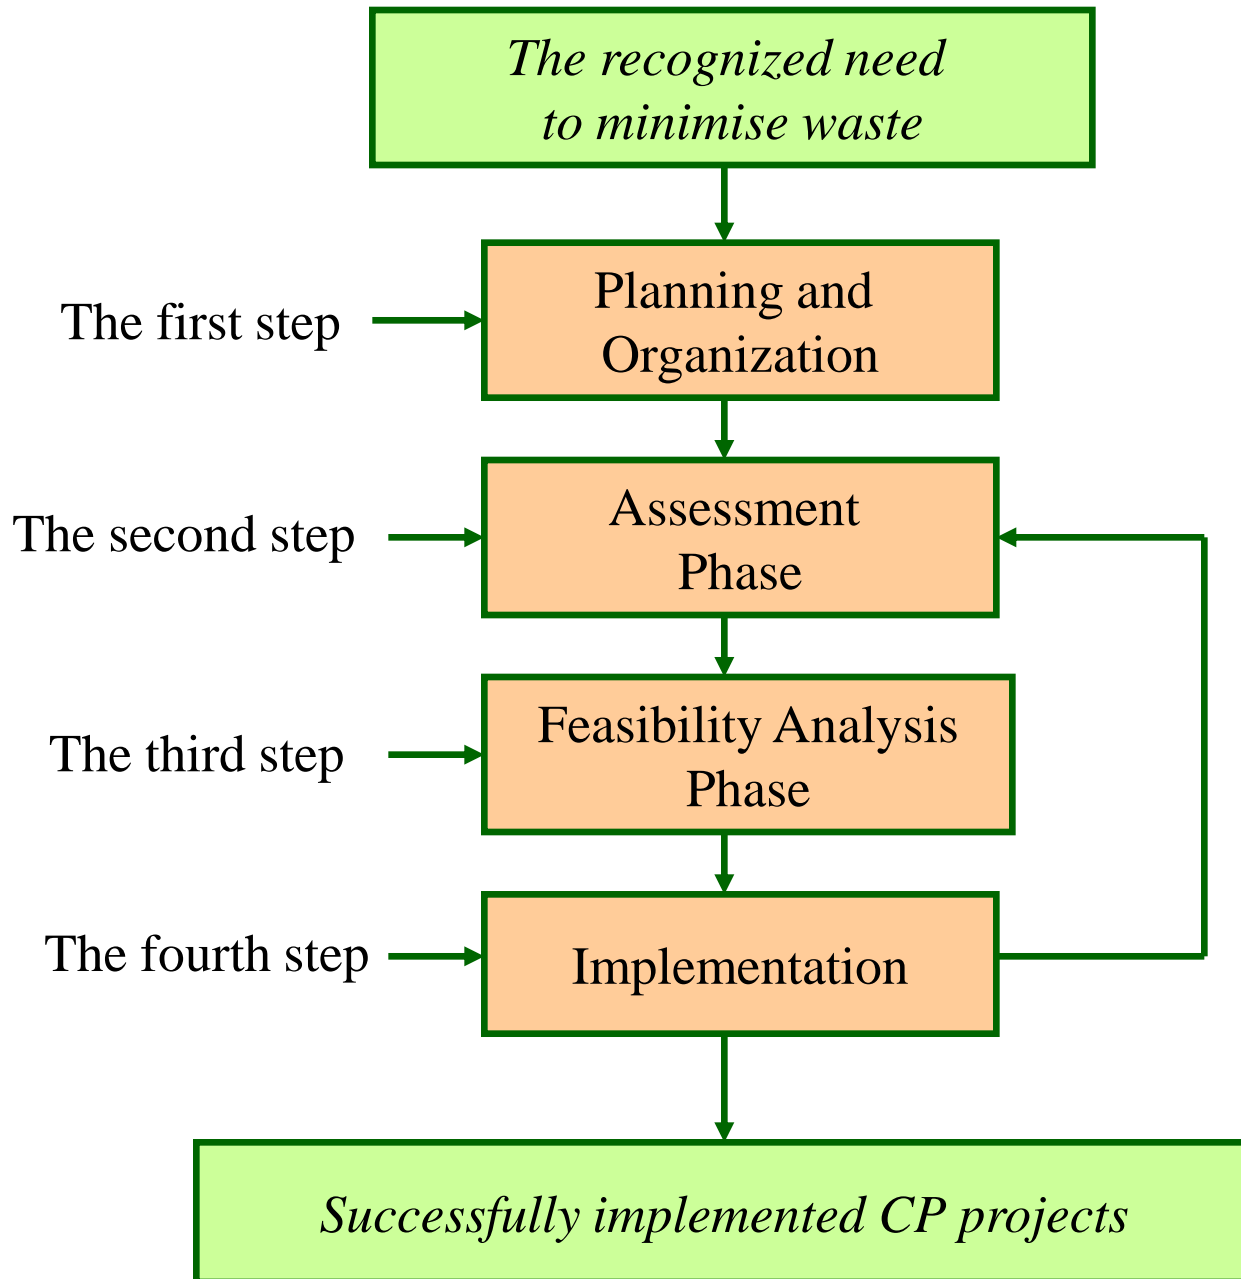 The recognized need
to minimise waste
The first step
Planning and
Organization
The second step
Assessment
Phase
The third step
Feasibility Analysis
Phase
The fourth step
Implementation
Successfully implemented CP projects